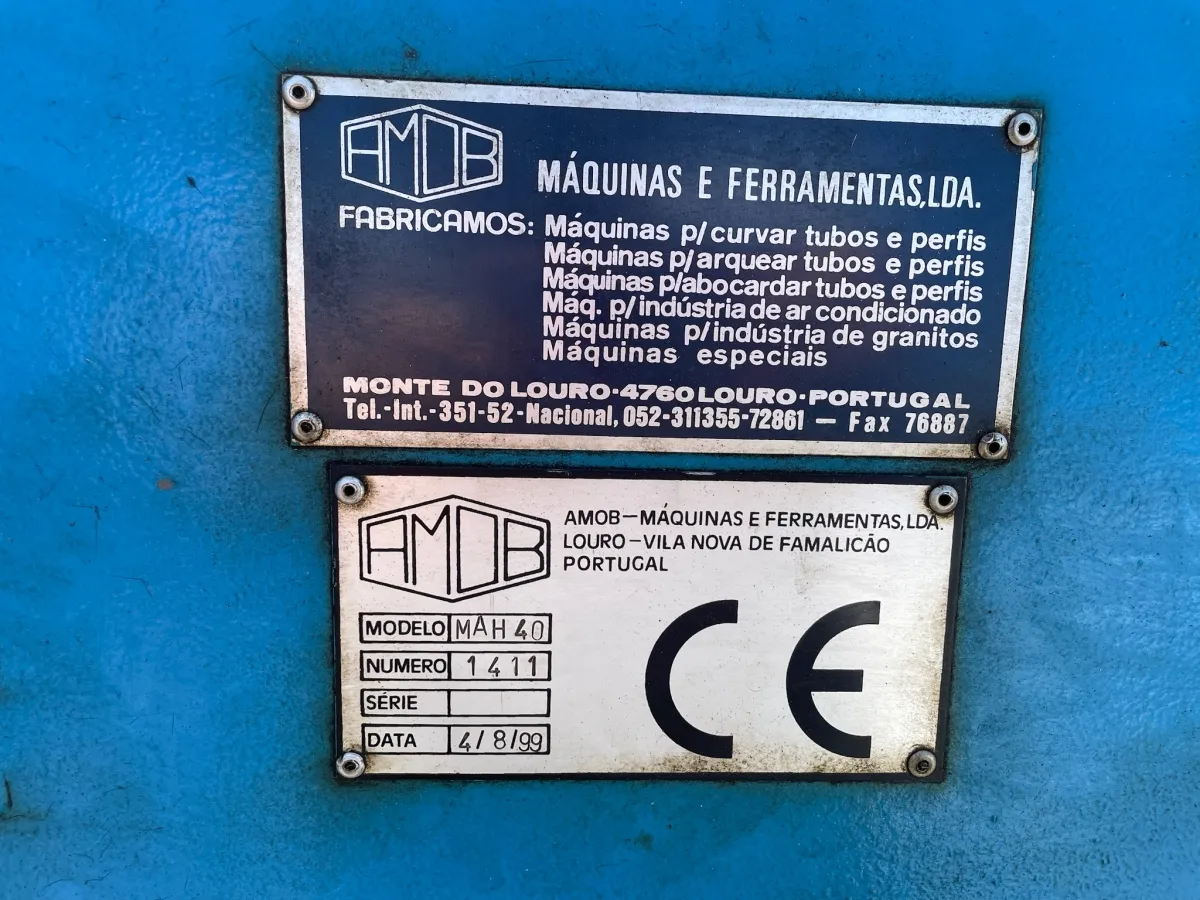 AMOB
MÁQUINAS E FERRAMENTAS,LDA.
FABRICAMOS: Máquinas p/curvar tubos e perfis
Máquinas p/arquear tubos e perfis
Máquinas p/abocardar tubos e perfis
Máq. p/indústria de ar condicionado
Máquinas p/indústria de granitos
Máquinas especiais
MONTE DO LOURO-4760 LOURO-PORTUGAL
Tel.-Int.-351-52-Nacional, 052-311355-72861 — Fax 76887
AMOB
AMOB—MÁQUINAS E FERRAMENTAS, LDA.
LOURO—VILA NOVA DE FAMALICÃO
PORTUGAL
MODELO MAH 40
NUMERO 1411
SÉRIE
DATA 4/8/99
CE